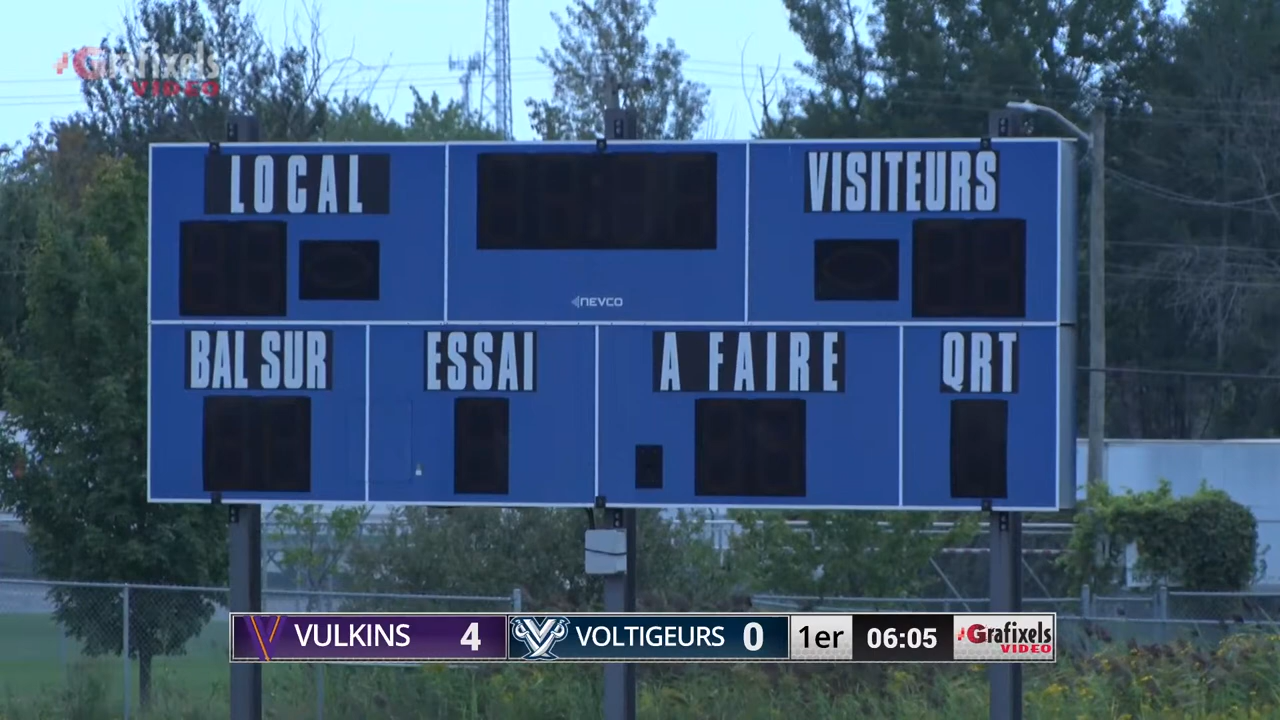 Grafixels
VIDEO
LOCAL
VISITEURS
NEVCO
BAL SUR
ESSAI
A FAIRE
QRT
VULKINS 4 VOLTIGEURS 0 1er 06:05 Grafixels VIDEO